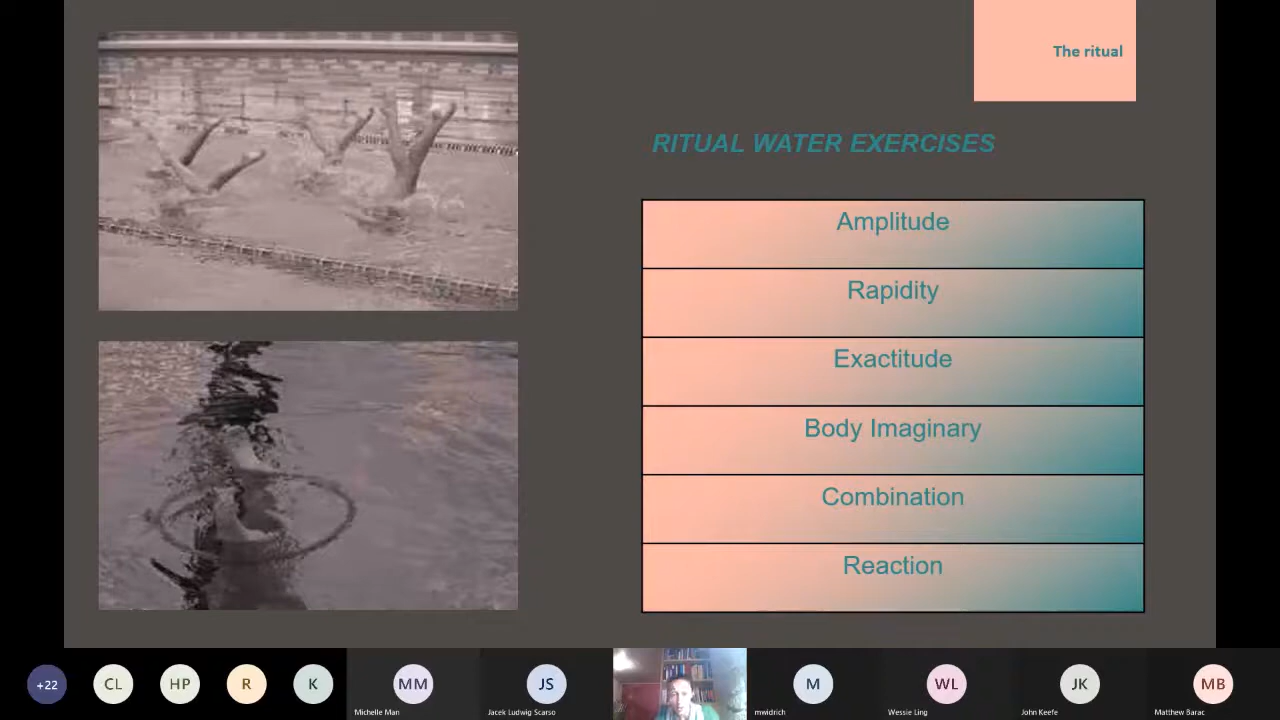 The ritual
RITUAL WATER EXERCISES
Amplitude
Rapidity
Exactitude
Body Imaginary
Combination
Reaction
+22
CL
HP
R
K
MM
JS
M
WL
JK
MB
Michelle Man
Jacek Ludwig Scarso
mwidrich
Wessie Ling
John Keefe
Matthew Barac